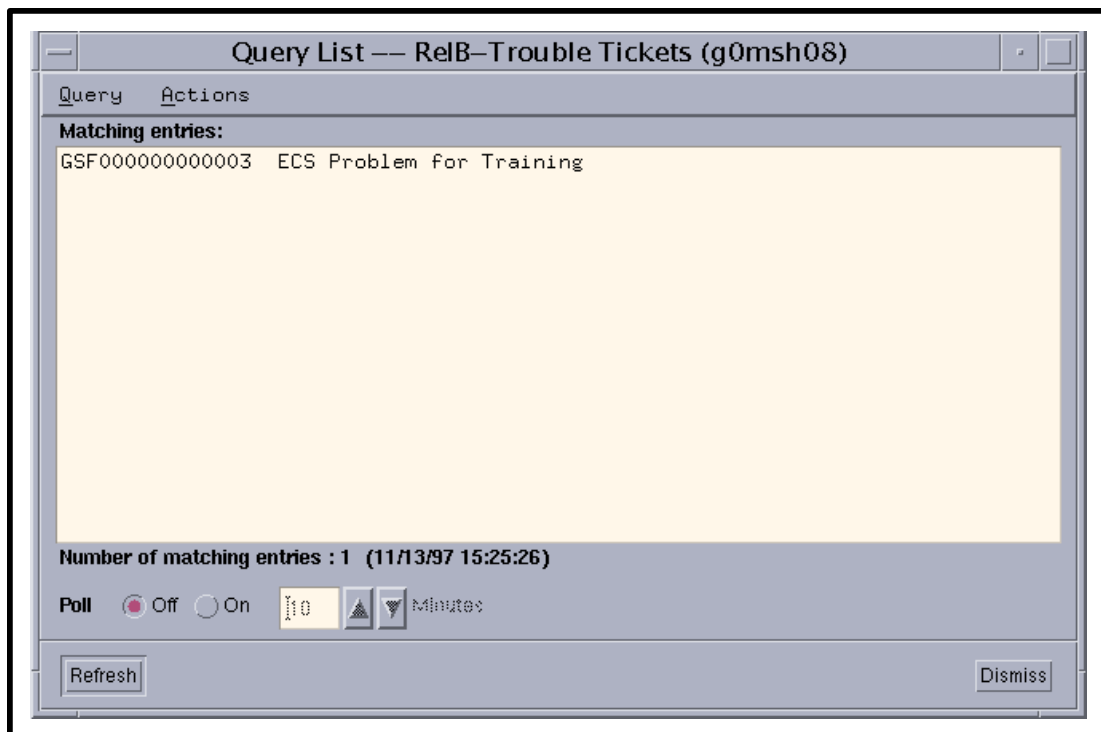 Query List –– RelB–Trouble Tickets (g0msh08)
Query Actions
Matching entries:
GSF000000000003 ECS Problem for Training
Number of matching entries : 1 (11/13/97 15:25:26)
Poll Off On 10 Minutes
Refresh Dismiss